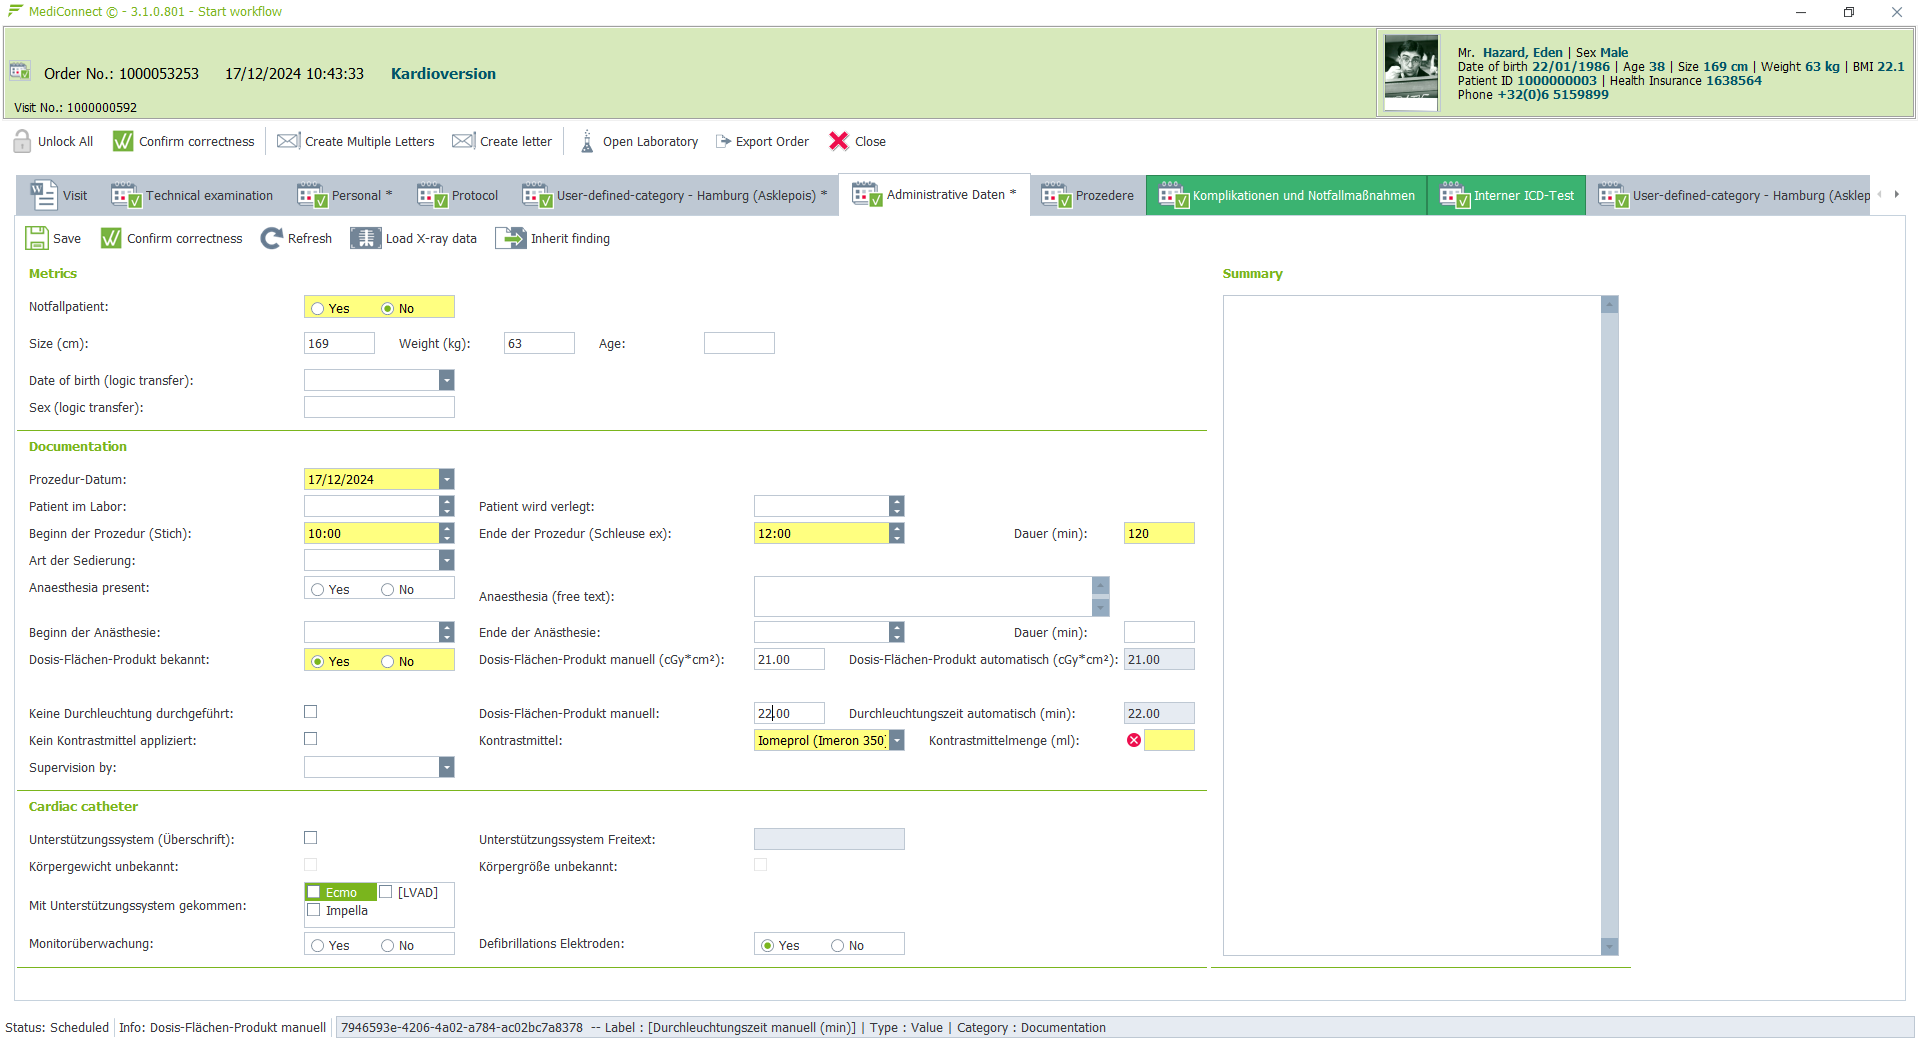 MediConnect © - 3.1.0.801 - Start workflow
Order No.: 1000053253 17/12/2024 10:43:33 Kardioversion
Visit No.: 1000000592
Mr. Hazard, Eden | Sex Male
Date of birth 22/01/1986 | Age 38 | Size 169 cm | Weight 63 kg | BMI 22.1
Patient ID 1000000003 | Health Insurance 1638564
Phone +32(0)6 5159899
Unlock All Confirm correctness Create Multiple Letters Create letter Open Laboratory Export Order Close
Visit Technical examination Personal * Protocol User-defined-category - Hamburg (Asklepois) * Administrative Daten * Prozedere Komplikationen und Notfallmaßnahmen Interner ICD-Test User-defined-category - Hamburg (Asklep
Save Confirm correctness Refresh Load X-ray data Inherit finding
Metrics
Notfallpatient: Yes No
Size (cm): 169 Weight (kg): 63 Age:
Date of birth (logic transfer):
Sex (logic transfer):
Documentation
Prozedur-Datum: 17/12/2024
Patient im Labor: Patient wird verlegt:
Beginn der Prozedur (Stich): 10:00 Ende der Prozedur (Schleuse ex): 12:00 Dauer (min): 120
Art der Sedierung:
Anaesthesia present: Yes No Anaesthesia (free text):
Beginn der Anästhesie: Ende der Anästhesie: Dauer (min):
Dosis-Flächen-Produkt bekannt: Yes No Dosis-Flächen-Produkt manuell (cGy*cm²): 21.00 Dosis-Flächen-Produkt automatisch (cGy*cm²): 21.00
Keine Durchleuchtung durchgeführt: Dosis-Flächen-Produkt manuell: 22.00 Durchleuchtungszeit automatisch (min): 22.00
Kein Kontrastmittel appliziert: Kontrastmittel: Iomeprol (Imeron 350) Kontrastmittelmenge (ml):
Supervision by:
Cardiac catheter
Unterstützungssystem (Überschrift): Unterstützungssystem Freitext:
Körpergewicht unbekannt: Körpergröße unbekannt:
Mit Unterstützungssystem gekommen: Ecmo [LVAD]
Impella
Monitorüberwachung: Yes No Defibrillations Elektroden: Yes No
Summary
Status: Scheduled Info: Dosis-Flächen-Produkt manuell 7946593e-4206-4a02-a784-ac02bc7a8378 -- Label : [Durchleuchtungszeit manuell (min)] | Type : Value | Category : Documentation